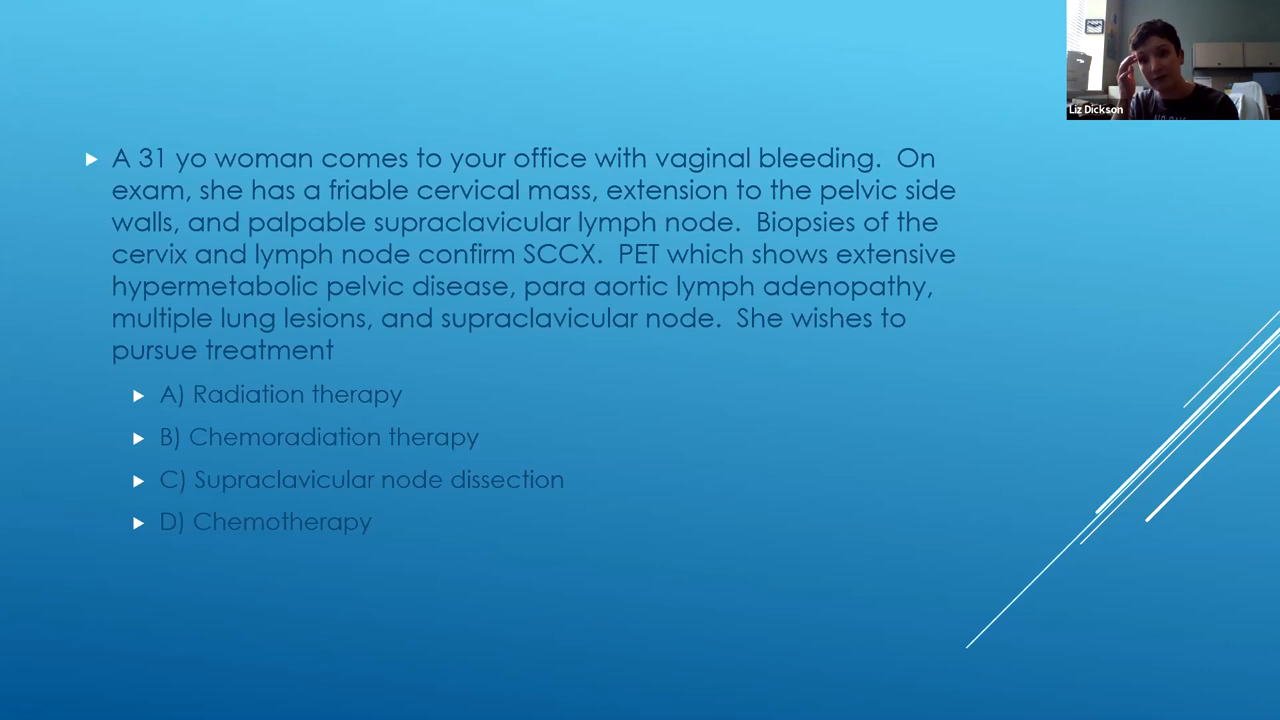 Liz Dickson
A 31 yo woman comes to your office with vaginal bleeding.  On
exam, she has a friable cervical mass, extension to the pelvic side
walls, and palpable supraclavicular lymph node.  Biopsies of the
cervix and lymph node confirm SCCX.  PET which shows extensive
hypermetabolic pelvic disease, para aortic lymph adenopathy,
multiple lung lesions, and supraclavicular node.  She wishes to
pursue treatment
A) Radiation therapy
B) Chemoradiation therapy
C) Supraclavicular node dissection
D) Chemotherapy